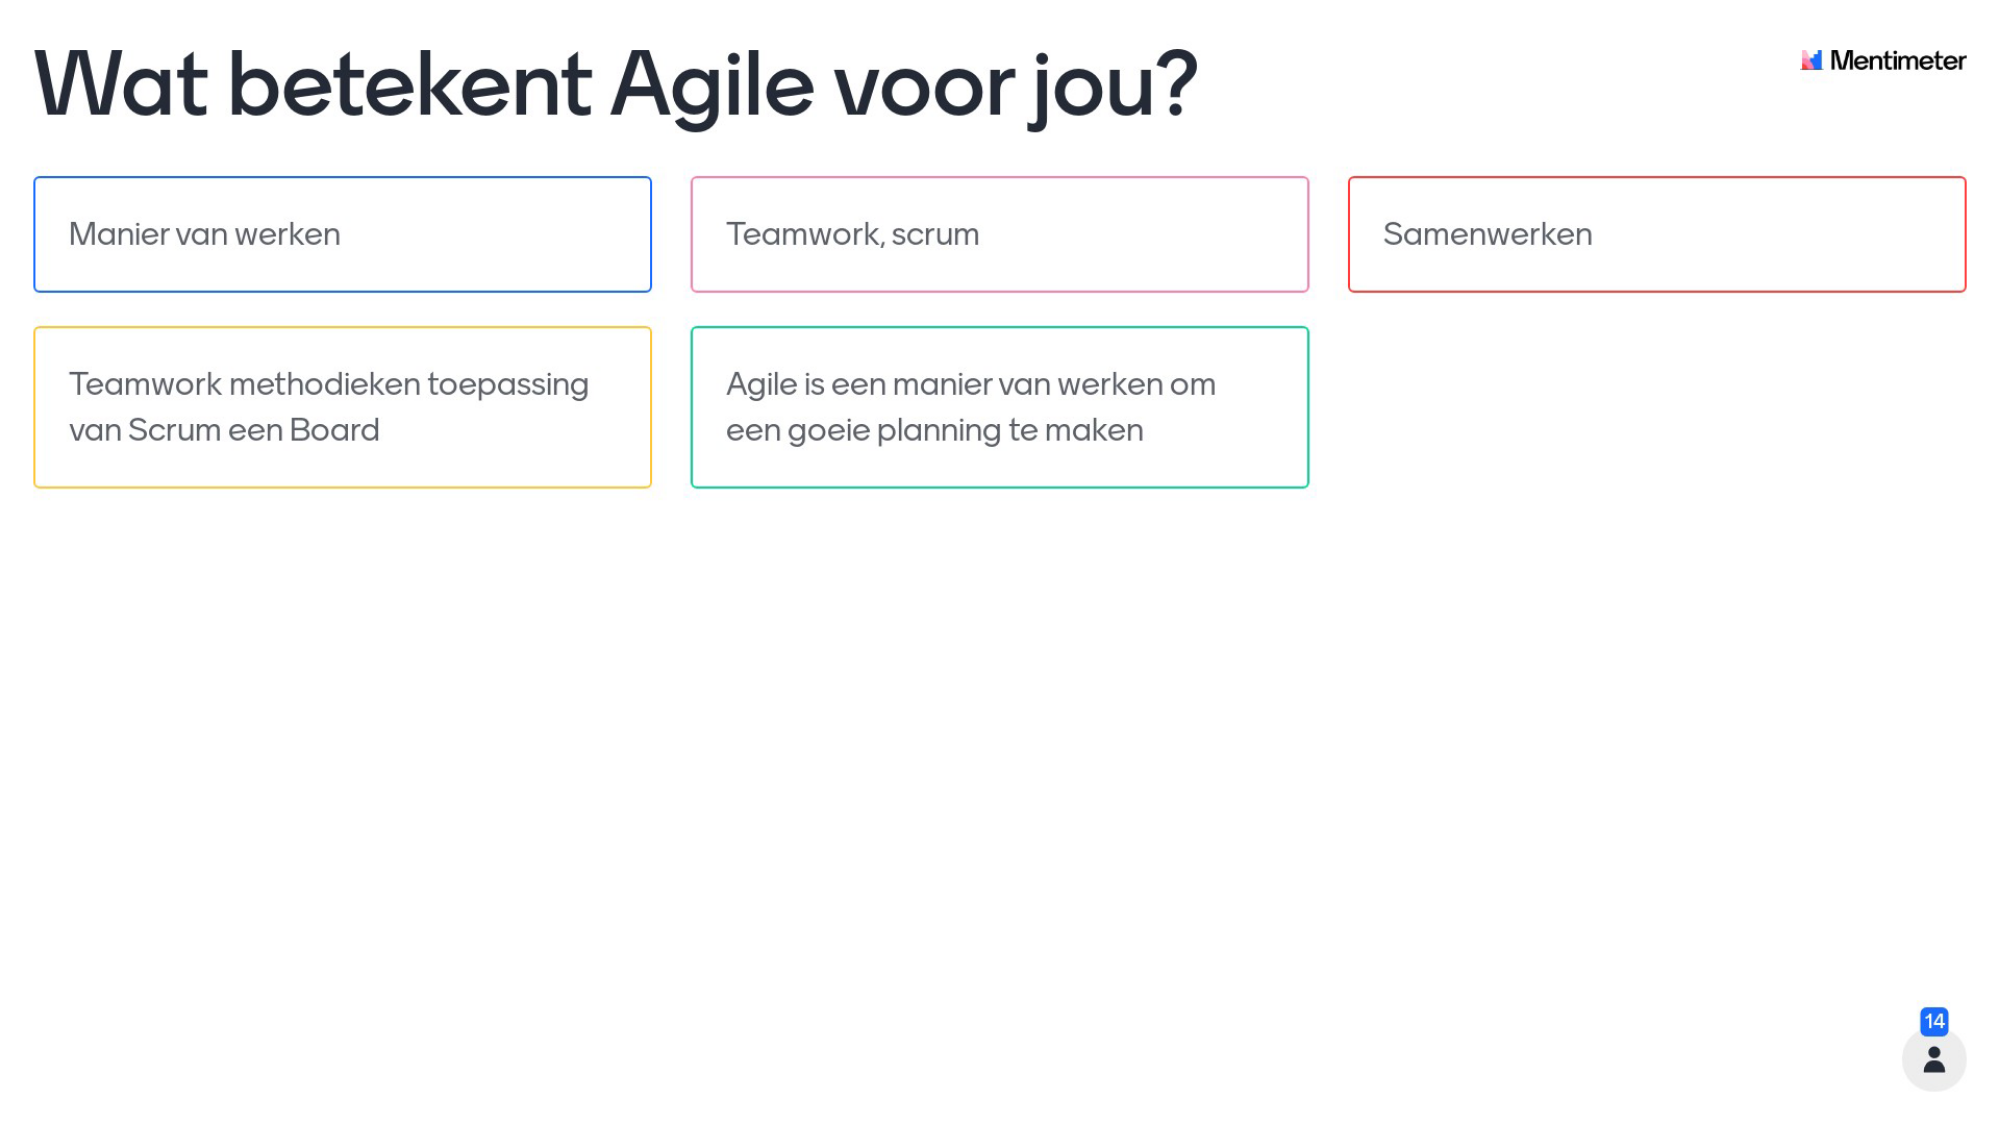 Wat betekent Agile voor jou?
Mentimeter
Manier van werken
Teamwork, scrum
Samenwerken
Teamwork methodieken toepassing
van Scrum een Board
Agile is een manier van werken om
een goeie planning te maken
14